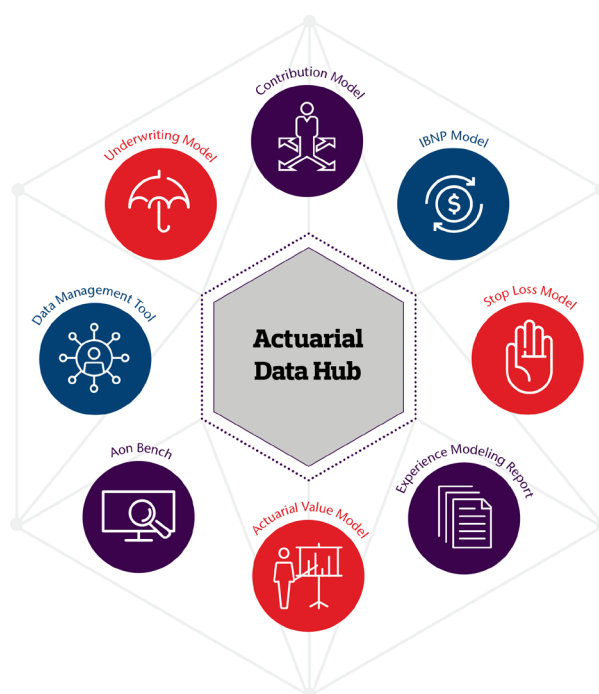 Contribution Model
Underwriting Model
IBNP Model
Data Management Tool
Stop Loss Model
Actuarial
Data Hub
Aon Bench
Experience Modeling Report
Actuarial Value Model
$